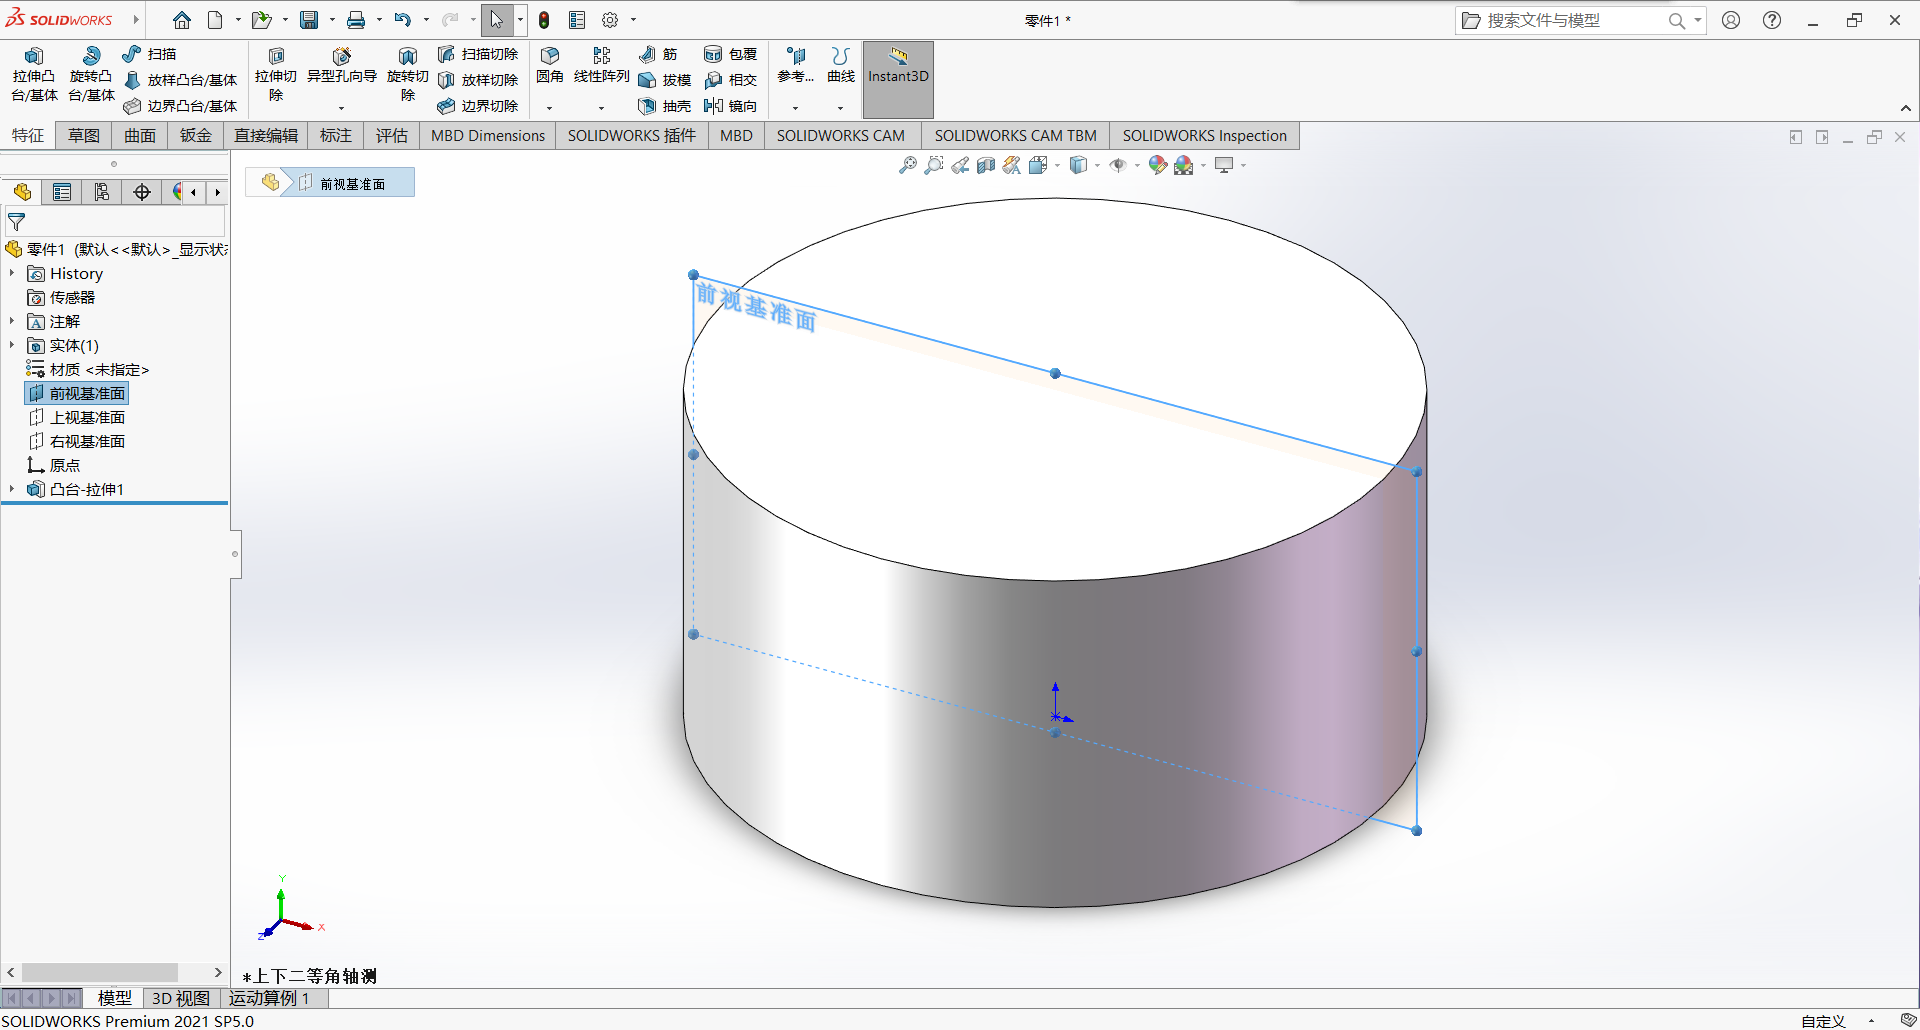 SOLIDWORKS
零件1 *
搜索文件与模型
拉伸凸台/基体
旋转凸台/基体
扫描
放样凸台/基体
边界凸台/基体
拉伸切除
异型孔向导
旋转切除
扫描切除
放样切除
边界切除
圆角
线性阵列
筋
拔模
抽壳
包覆
相交
镜向
参考...
曲线
Instant3D
特征
草图
曲面
钣金
直接编辑
标注
评估
MBD Dimensions
SOLIDWORKS 插件
MBD
SOLIDWORKS CAM
SOLIDWORKS CAM TBM
SOLIDWORKS Inspection
前视基准面
零件1 (默认<<默认>_显示状态
History
传感器
注解
实体(1)
材质 <未指定>
前视基准面
上视基准面
右视基准面
原点
凸台-拉伸1
前视基准面
Y
X
Z
*上下二等角轴测
模型
3D 视图
运动算例 1
SOLIDWORKS Premium 2021 SP5.0
自定义